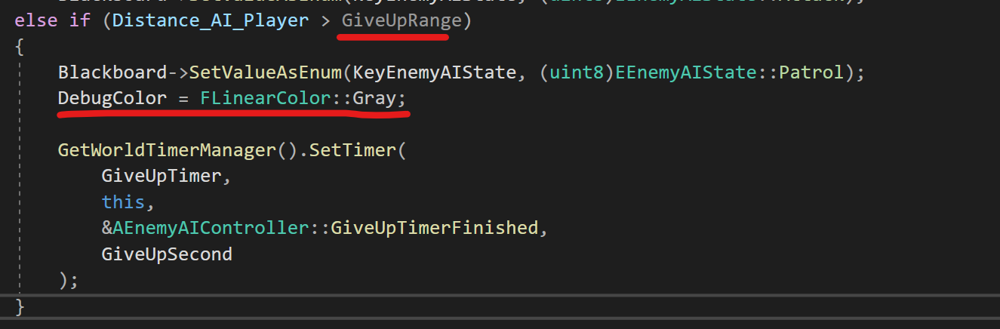 else if (Distance_AI_Player > GiveUpRange)
{
Blackboard->SetValueAsEnum(KeyEnemyAIState, (uint8)EEnemyAIState::Patrol);
DebugColor = FLinearColor::Gray;
GetWorldTimerManager().SetTimer(
GiveUpTimer,
this,
&AEnemyAIController::GiveUpTimerFinished,
GiveUpSecond
);
}